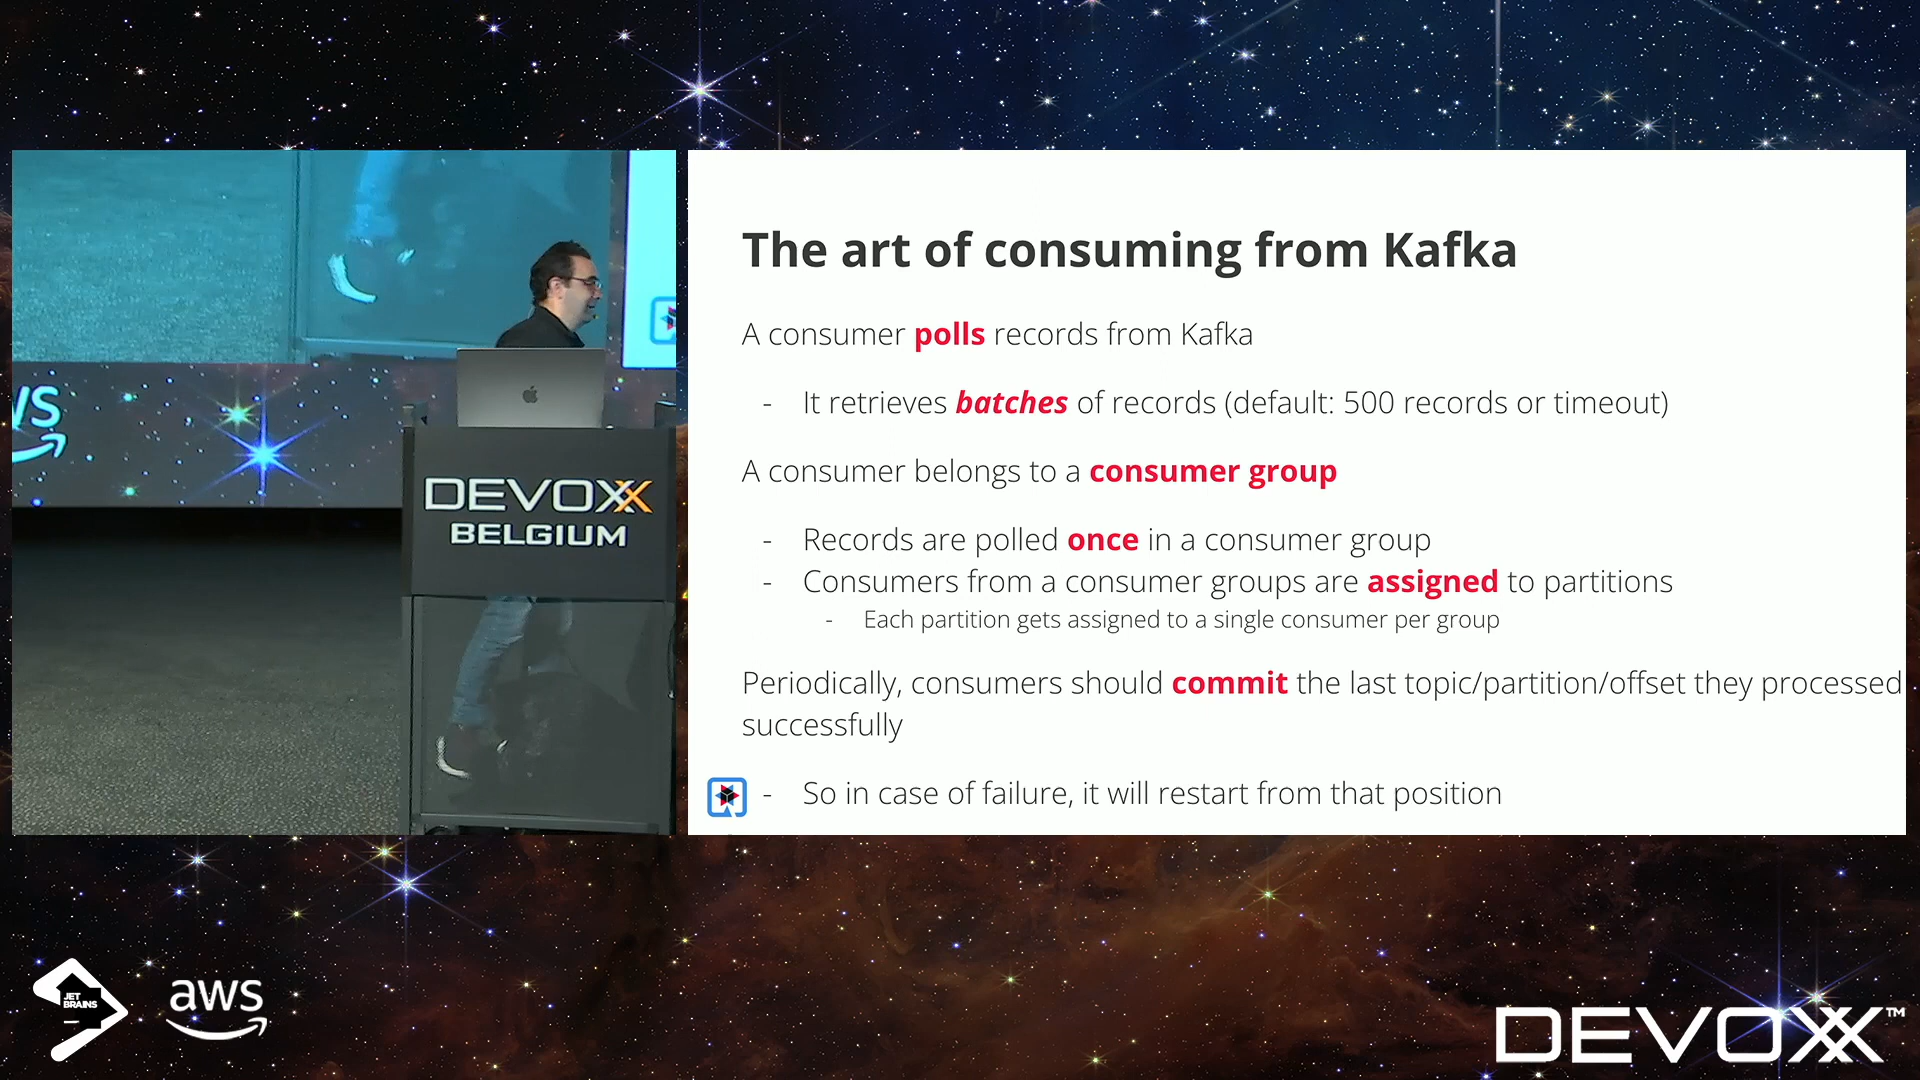 The art of consuming from Kafka
A consumer polls records from Kafka
- It retrieves batches of records (default: 500 records or timeout)
A consumer belongs to a consumer group
- Records are polled once in a consumer group
- Consumers from a consumer groups are assigned to partitions
- Each partition gets assigned to a single consumer per group
Periodically, consumers should commit the last topic/partition/offset they processed
successfully
- So in case of failure, it will restart from that position
WS
DEVOXX
BELGIUM
JET
BRAINS
aws
DEVOXX™